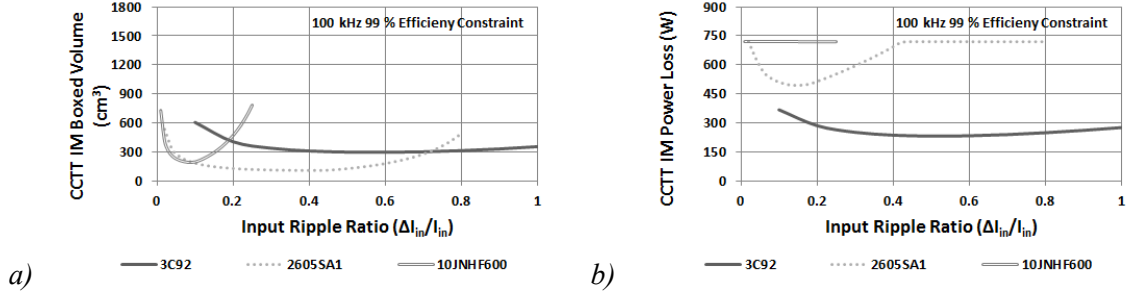 100 kHz 99 % Efficieny Constraint
CCTT IM Boxed Volume
(cm³)
1800
1500
1200
900
600
300
0
0 0.2 0.4 0.6 0.8 1
Input Ripple Ratio (ΔIin/Iin)
3C92 2605SA1 10JNHF600
a)
100 kHz 99 % Efficieny Constraint
CCTT IM Power Loss (W)
900
750
600
450
300
150
0
0 0.2 0.4 0.6 0.8 1
Input Ripple Ratio (ΔIin/Iin)
3C92 2605SA1 10JNHF600
b)